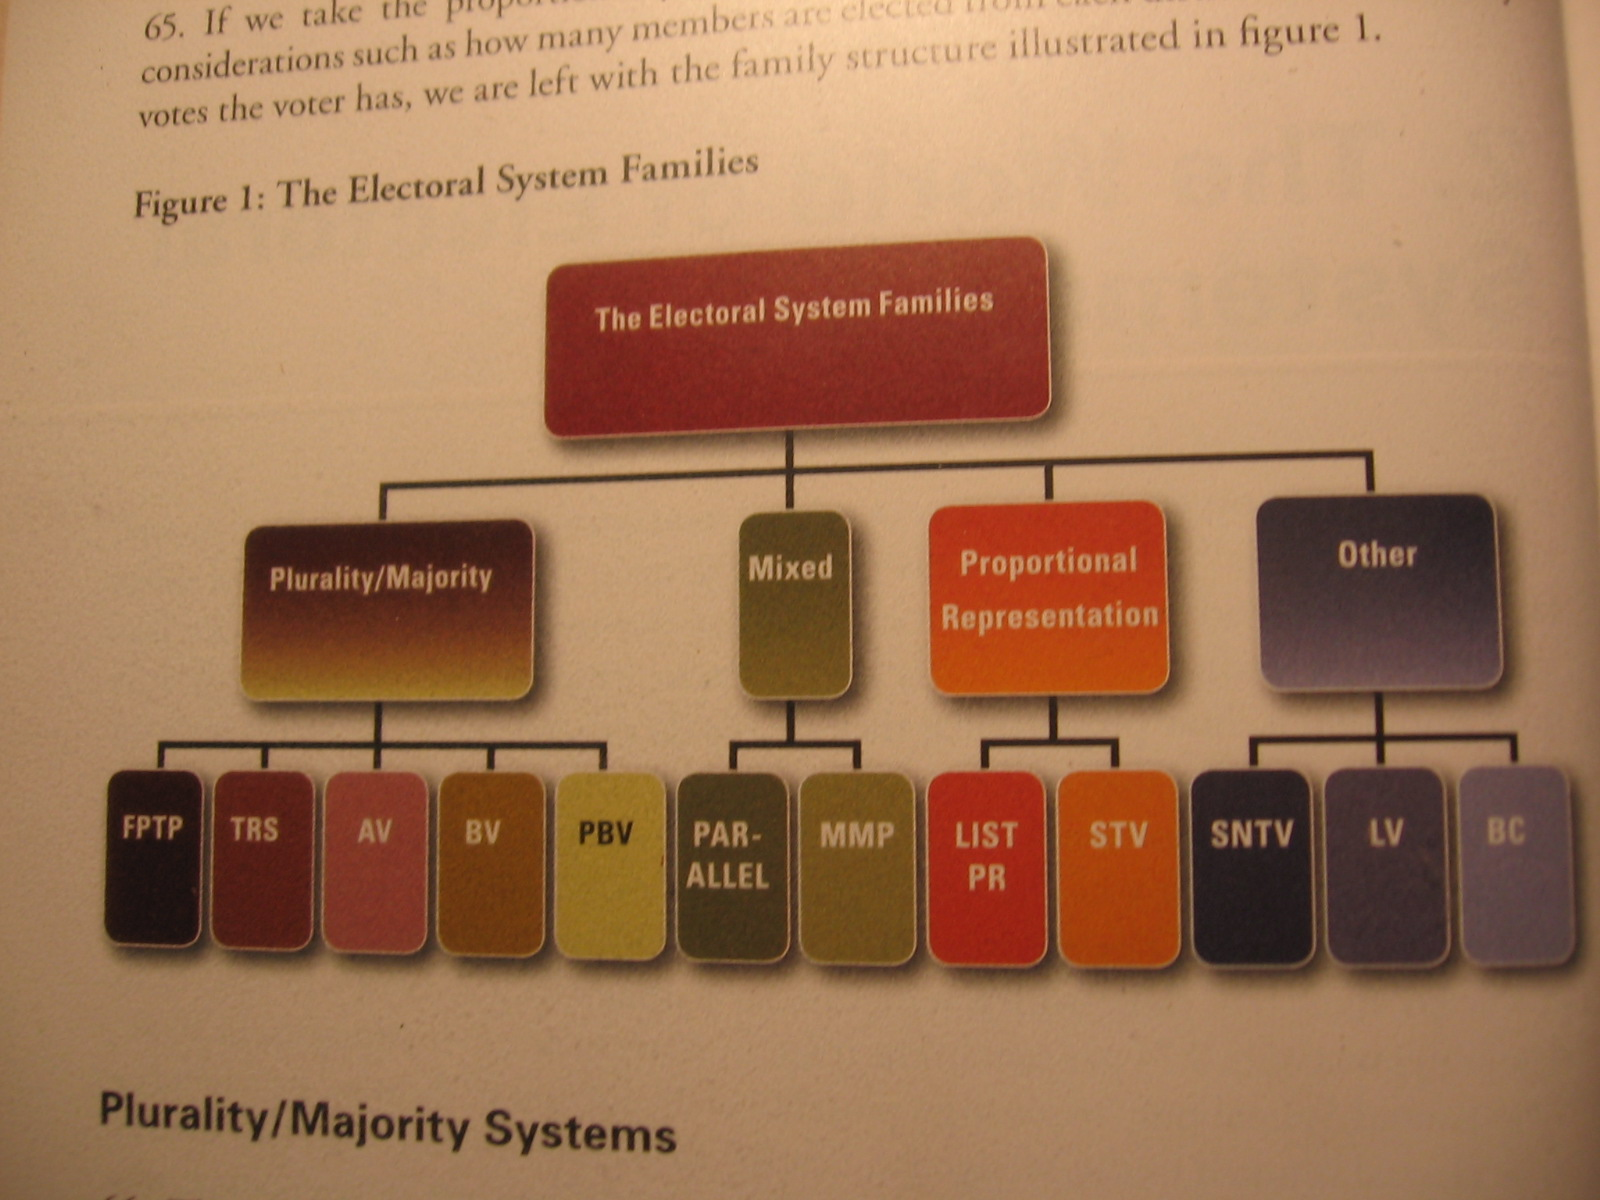 65. If we take the
considerations such as how many members are elected from each
votes the voter has, we are left with the family structure illustrated in figure 1.
Figure 1: The Electoral System Families
The Electoral System Families
Plurality/Majority
Mixed
Proportional
Representation
Other
FPTP
TRS
AV
BV
PBV
PAR-
ALLEL
MMP
LIST
PR
STV
SNTV
LV
BC
Plurality/Majority Systems